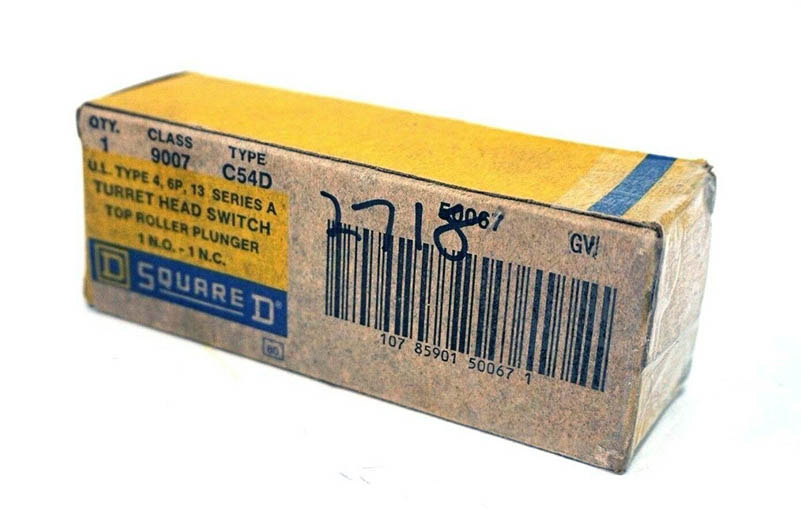 QTY. CLASS TYPE
1 9007 C54D
U.L. TYPE 4, 6P, 13 SERIES A
TURRET HEAD SWITCH
TOP ROLLER PLUNGER
1 N.O. - 1 N.C.
D SQUARE D®
80
2718
50067 GV
107 85901 50067 1